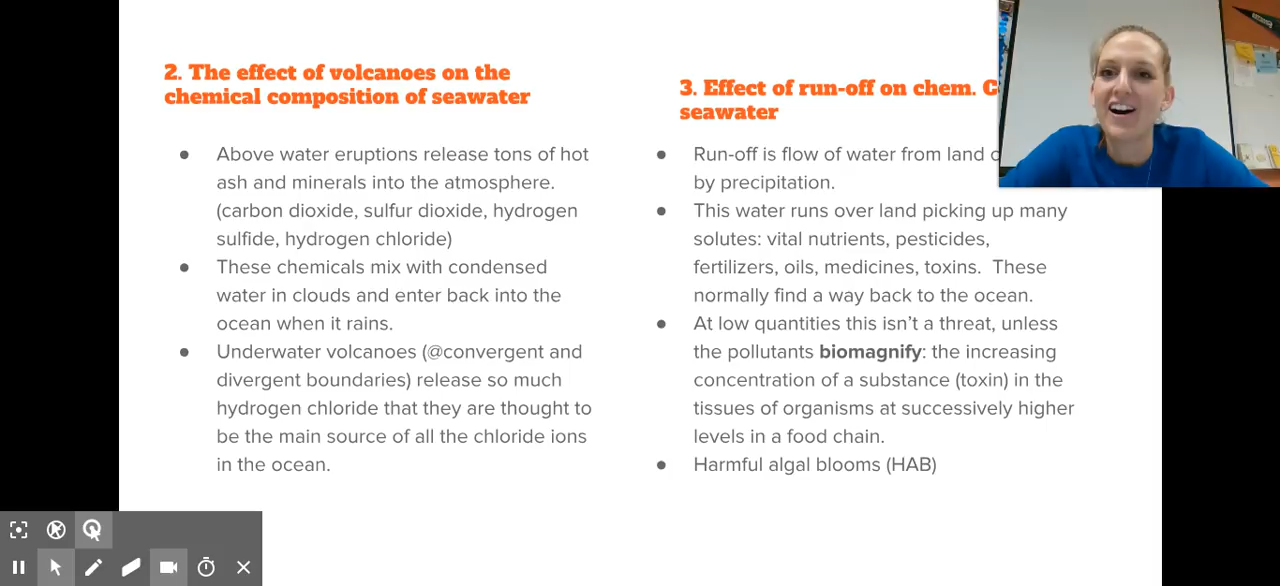 2. The effect of volcanoes on the
chemical composition of seawater
● Above water eruptions release tons of hot
ash and minerals into the atmosphere.
(carbon dioxide, sulfur dioxide, hydrogen
sulfide, hydrogen chloride)
● These chemicals mix with condensed
water in clouds and enter back into the
ocean when it rains.
● Underwater volcanoes (@convergent and
divergent boundaries) release so much
hydrogen chloride that they are thought to
be the main source of all the chloride ions
in the ocean.
3. Effect of run-off on chem.
seawater
● Run-off is flow of water from land
by precipitation.
● This water runs over land picking up many
solutes: vital nutrients, pesticides,
fertilizers, oils, medicines, toxins. These
normally find a way back to the ocean.
● At low quantities this isn't a threat, unless
the pollutants biomagnify: the increasing
concentration of a substance (toxin) in the
tissues of organisms at successively higher
levels in a food chain.
● Harmful algal blooms (HAB)